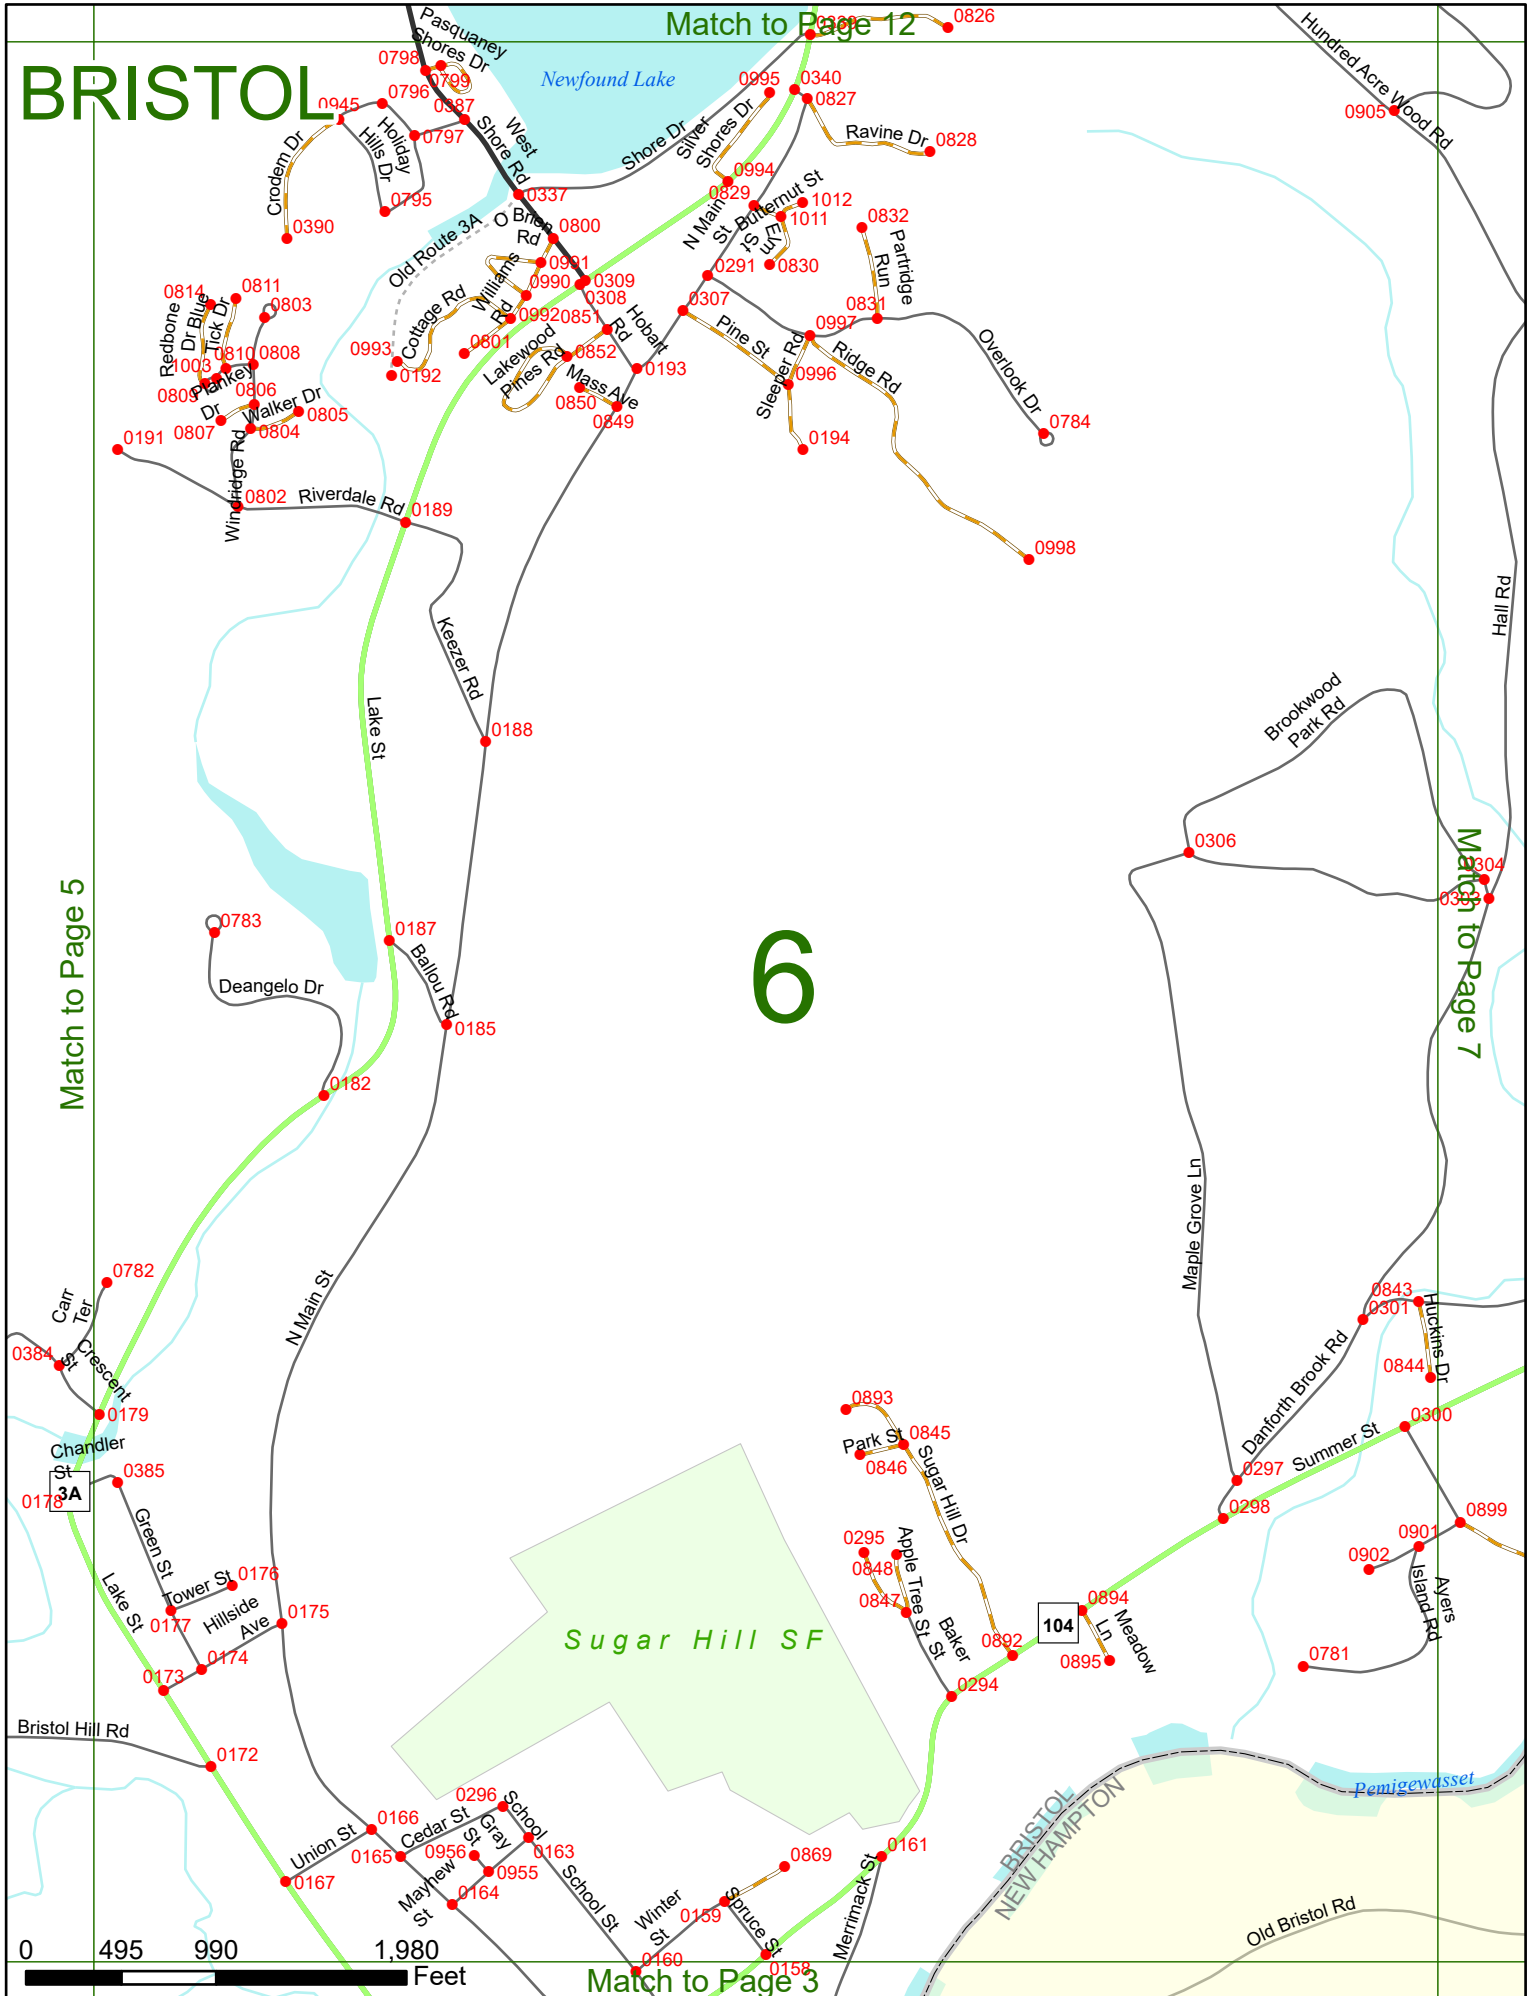 Match to Page 12
BRISTOL
Newfound Lake
Pasquaney
Shores Dr
0339
0826
0798
0799
0796
0945
0387
0797
0995
0340
0827
Hundred Acre Wood Rd
0905
Ravine Dr
0828
Crodem Dr
Holiday
Hills Dr
West
Shore Rd
Shore Dr
Silver
Shores Dr
0994
0829
0795
0390
0337
Butternut St
1012
1011
0832
Partridge
Run
Old Route 3A
O Brien
Rd
0800
N Main
St
Elm
St
0830
0991
0291
0990
0309
0308
0307
0831
0814
0811
0803
Redbone
Dr
Blue
Tick Dr
Williams
Rd
0992
0851
Hobart
Rd
Pine St
0997
Overlook Dr
Cottage Rd
0993
0192
0801
Lakewood
Pines Rd
0852
0193
Sleeper Rd
Ridge Rd
1003
0810
0808
0809
Plankey
Dr
0806
Mass Ave
0850
0849
0996
0807
Walker Dr
0805
0804
0784
0191
0194
Windridge Rd
0802
Riverdale Rd
0189
0998
Keezer Rd
Hall Rd
Lake St
0188
Brookwood
Park Rd
0306
0304
0303
Match to Page 5
Match to Page 7
0783
0187
Deangelo Dr
Ballou Rd
6
0185
0182
Maple Grove Ln
0782
Carr
Ter
N Main St
0843
0301
Huckins Dr
0384
Crescent
St
0844
0179
Danforth Brook Rd
0893
0300
Chandler
St
Park St
0845
0846
Summer St
0178
3A
0385
Sugar Hill Dr
0297
0298
Green St
0899
0295
0848
Apple Tree St
0901
0902
0176
Tower St
0177
Lake St
Hillside
Ave
0175
0847
Baker
St
0894
104
Meadow
Ln
Ayers
Island Rd
Sugar Hill SF
0892
0895
0174
0173
0781
0294
Bristol Hill Rd
0172
Pemigewasset
BRISTOL
NEW HAMPTON
0296
School
0166
Cedar St
Gray
St
0163
Union St
0165
0956
0955
0161
0167
Mayhew
St
0164
School St
0869
Winter
St
0159
Spruce St
Merrimack St
Old Bristol Rd
0 495 990 1,980
Feet
0160
0158
Match to Page 3